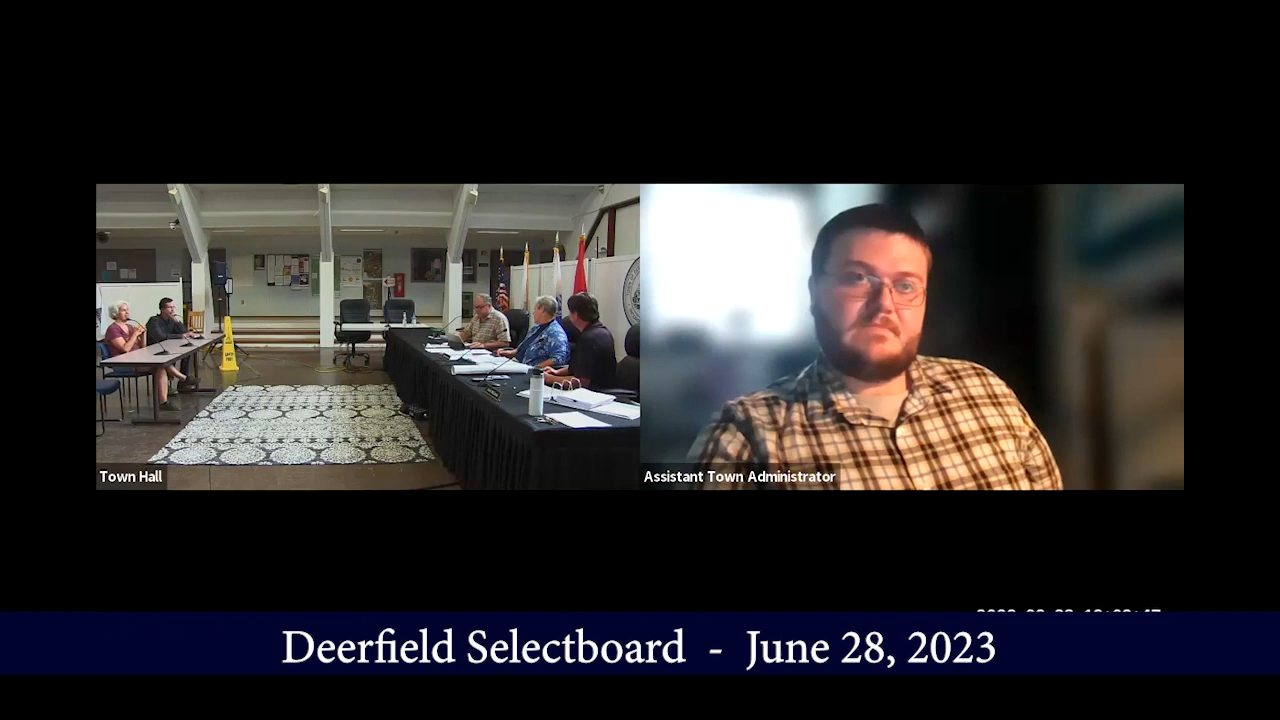 Town Hall
Assistant Town Administrator
Deerfield Selectboard - June 28, 2023